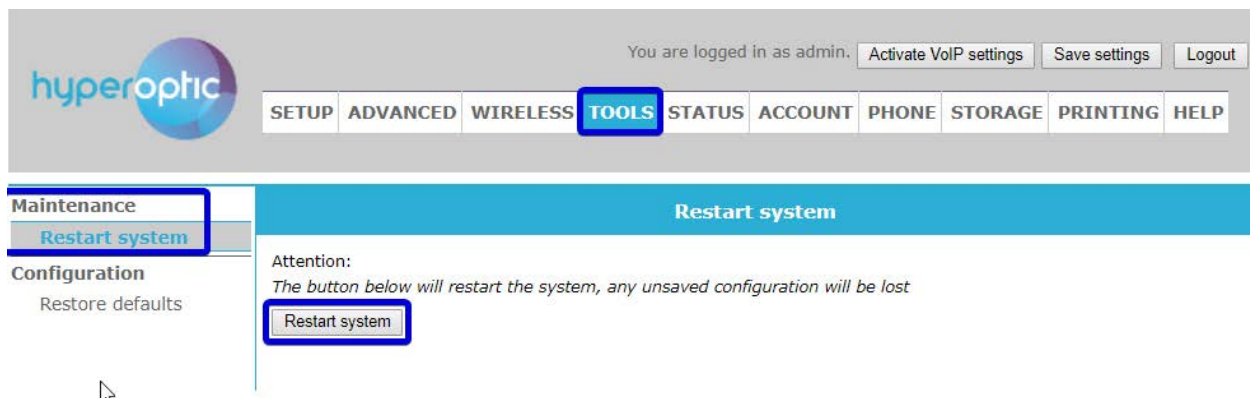 hyperoptic
You are logged in as admin. Activate VoIP settings Save settings Logout
SETUP ADVANCED WIRELESS TOOLS STATUS ACCOUNT PHONE STORAGE PRINTING HELP
Maintenance
Restart system
Configuration
Restore defaults
Restart system
Attention:
The button below will restart the system, any unsaved configuration will be lost
Restart system